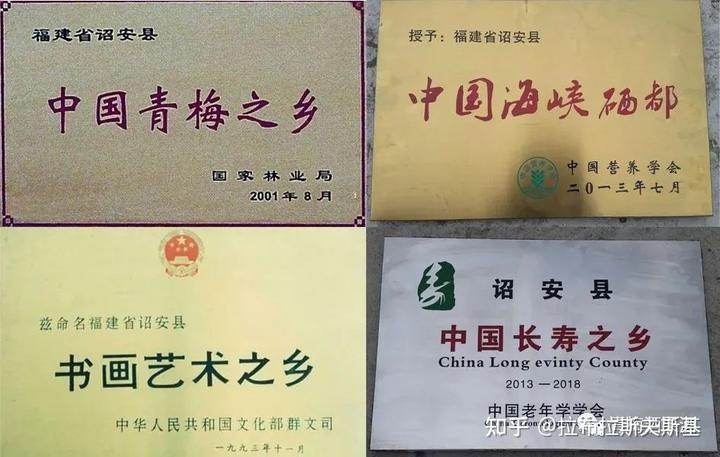 福建省诏安县
中国青梅之乡
国家林业局
2001年8月
授予：福建省诏安县
中国海峡硒都
中国营养学会
二0一三年七月
兹命名福建省诏安县
书画艺术之乡
中华人民共和国文化部群文司
一九九三年十一月
诏安县
中国长寿之乡
China Long evinty County
2013—2018
中国老年学学会
知乎 @拉布拉斯美斯基